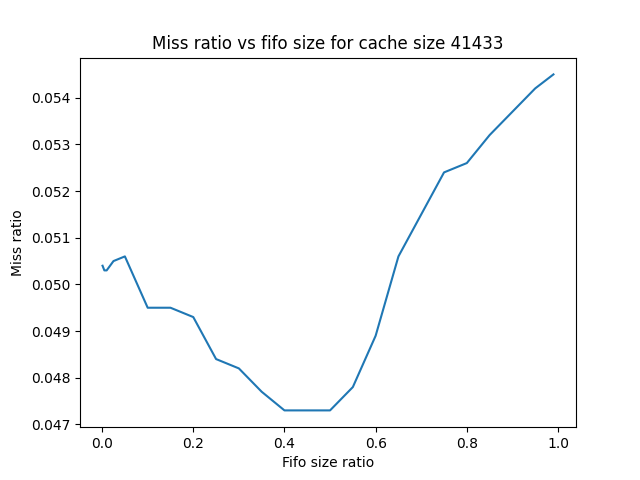 Miss ratio vs fifo size for cache size 41433
Miss ratio
0.054
0.053
0.052
0.051
0.050
0.049
0.048
0.047
0.0 0.2 0.4 0.6 0.8 1.0
Fifo size ratio